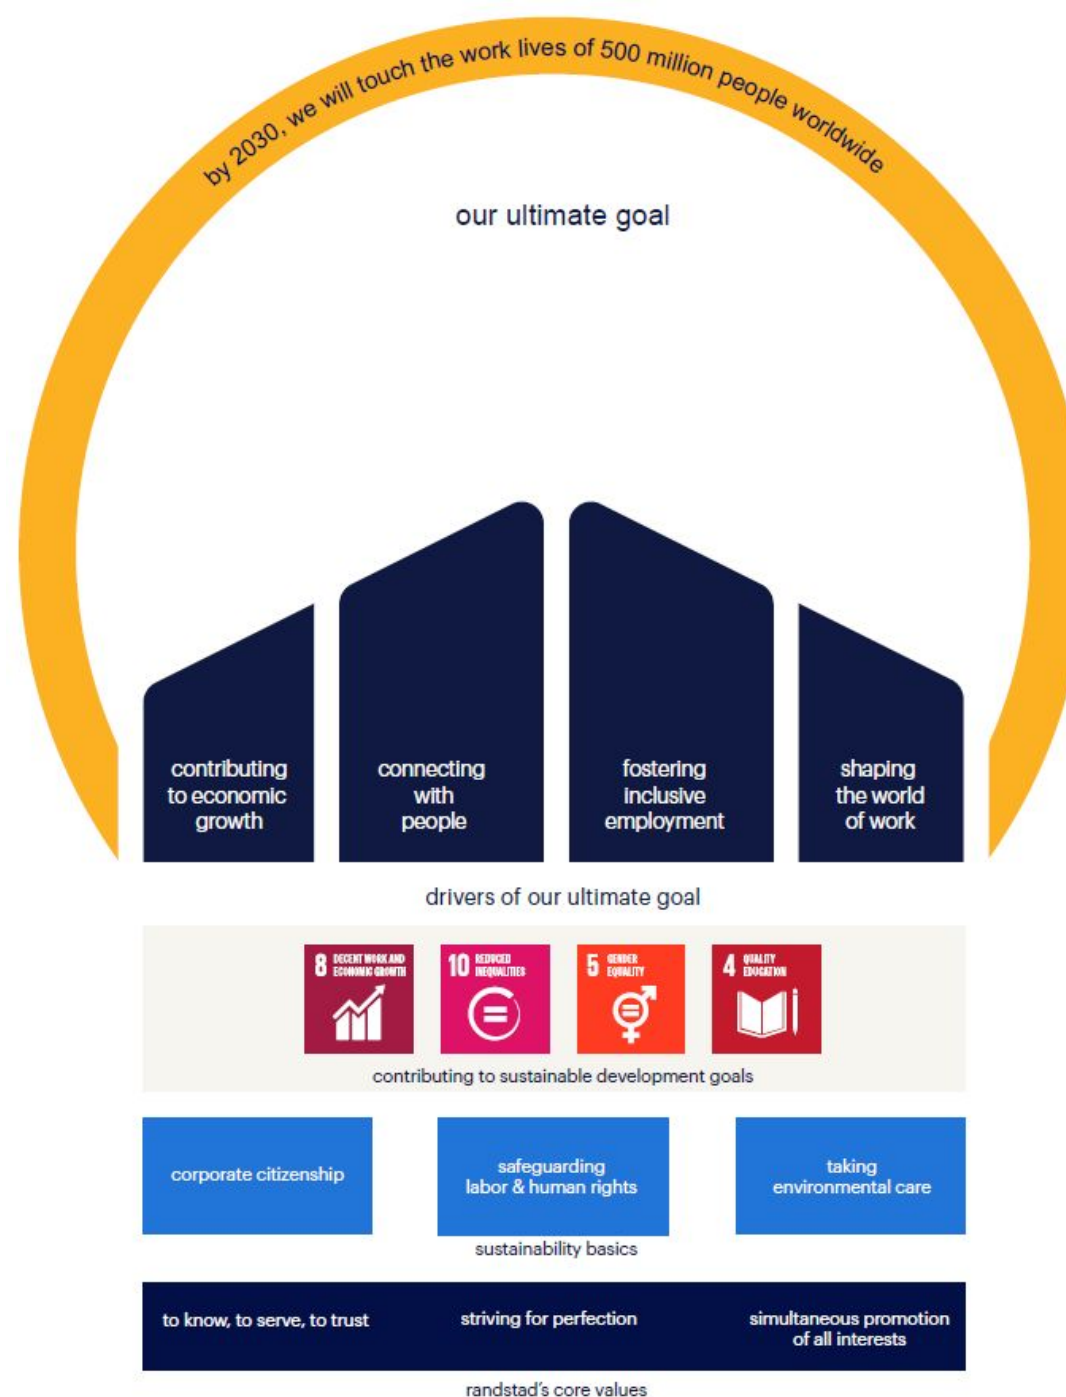 by 2030, we will touch the work lives of 500 million people worldwide
our ultimate goal
contributing
to economic
growth
connecting
with
people
fostering
inclusive
employment
shaping
the world
of work
drivers of our ultimate goal
8 DECENT WORK AND
ECONOMIC GROWTH
10 REDUCED
INEQUALITIES
5 GENDER
EQUALITY
4 QUALITY
EDUCATION
contributing to sustainable development goals
corporate citizenship
safeguarding
labor & human rights
taking
environmental care
sustainability basics
to know, to serve, to trust
striving for perfection
simultaneous promotion
of all interests
randstad's core values